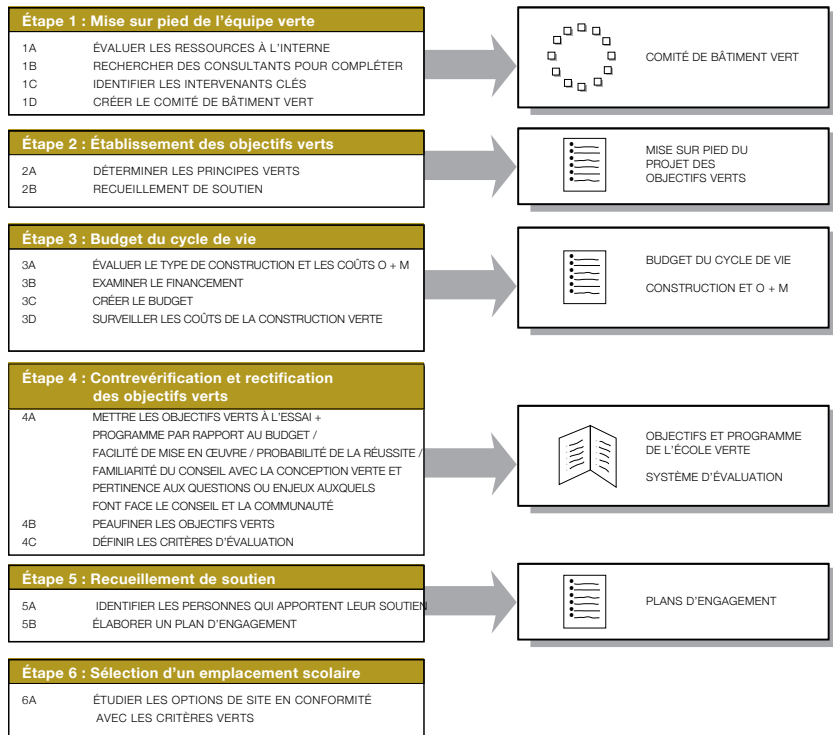 Étape 1 : Mise sur pied de l'équipe verte
1A ÉVALUER LES RESSOURCES À L'INTERNE
1B RECHERCHER DES CONSULTANTS POUR COMPLÉTER
1C IDENTIFIER LES INTERVENANTS CLÉS
1D CRÉER LE COMITÉ DE BÂTIMENT VERT
COMITÉ DE BÂTIMENT VERT
Étape 2 : Établissement des objectifs verts
2A DÉTERMINER LES PRINCIPES VERTS
2B RECUEILLEMENT DE SOUTIEN
MISE SUR PIED DU
PROJET DES
OBJECTIFS VERTS
Étape 3 : Budget du cycle de vie
3A ÉVALUER LE TYPE DE CONSTRUCTION ET LES COÛTS O + M
3B EXAMINER LE FINANCEMENT
3C CRÉER LE BUDGET
3D SURVEILLER LES COÛTS DE LA CONSTRUCTION VERTE
BUDGET DU CYCLE DE VIE
CONSTRUCTION ET O + M
Étape 4 : Contrevérification et rectification
des objectifs verts
4A METTRE LES OBJECTIFS VERTS À L'ESSAI +
PROGRAMME PAR RAPPORT AU BUDGET /
FACILITÉ DE MISE EN ŒUVRE / PROBABILITÉ DE LA RÉUSSITE /
FAMILIARITÉ DU CONSEIL AVEC LA CONCEPTION VERTE ET
PERTINENCE AUX QUESTIONS OU ENJEUX AUXQUELS
FONT FACE LE CONSEIL ET LA COMMUNAUTÉ
4B PEAUFINER LES OBJECTIFS VERTS
4C DÉFINIR LES CRITÈRES D'ÉVALUATION
OBJECTIFS ET PROGRAMME
DE L'ÉCOLE VERTE
SYSTÈME D'ÉVALUATION
Étape 5 : Recueillement de soutien
5A IDENTIFIER LES PERSONNES QUI APPORTENT LEUR SOUTIEN
5B ÉLABORER UN PLAN D'ENGAGEMENT
PLANS D'ENGAGEMENT
Étape 6 : Sélection d'un emplacement scolaire
6A ÉTUDIER LES OPTIONS DE SITE EN CONFORMITÉ
AVEC LES CRITÈRES VERTS